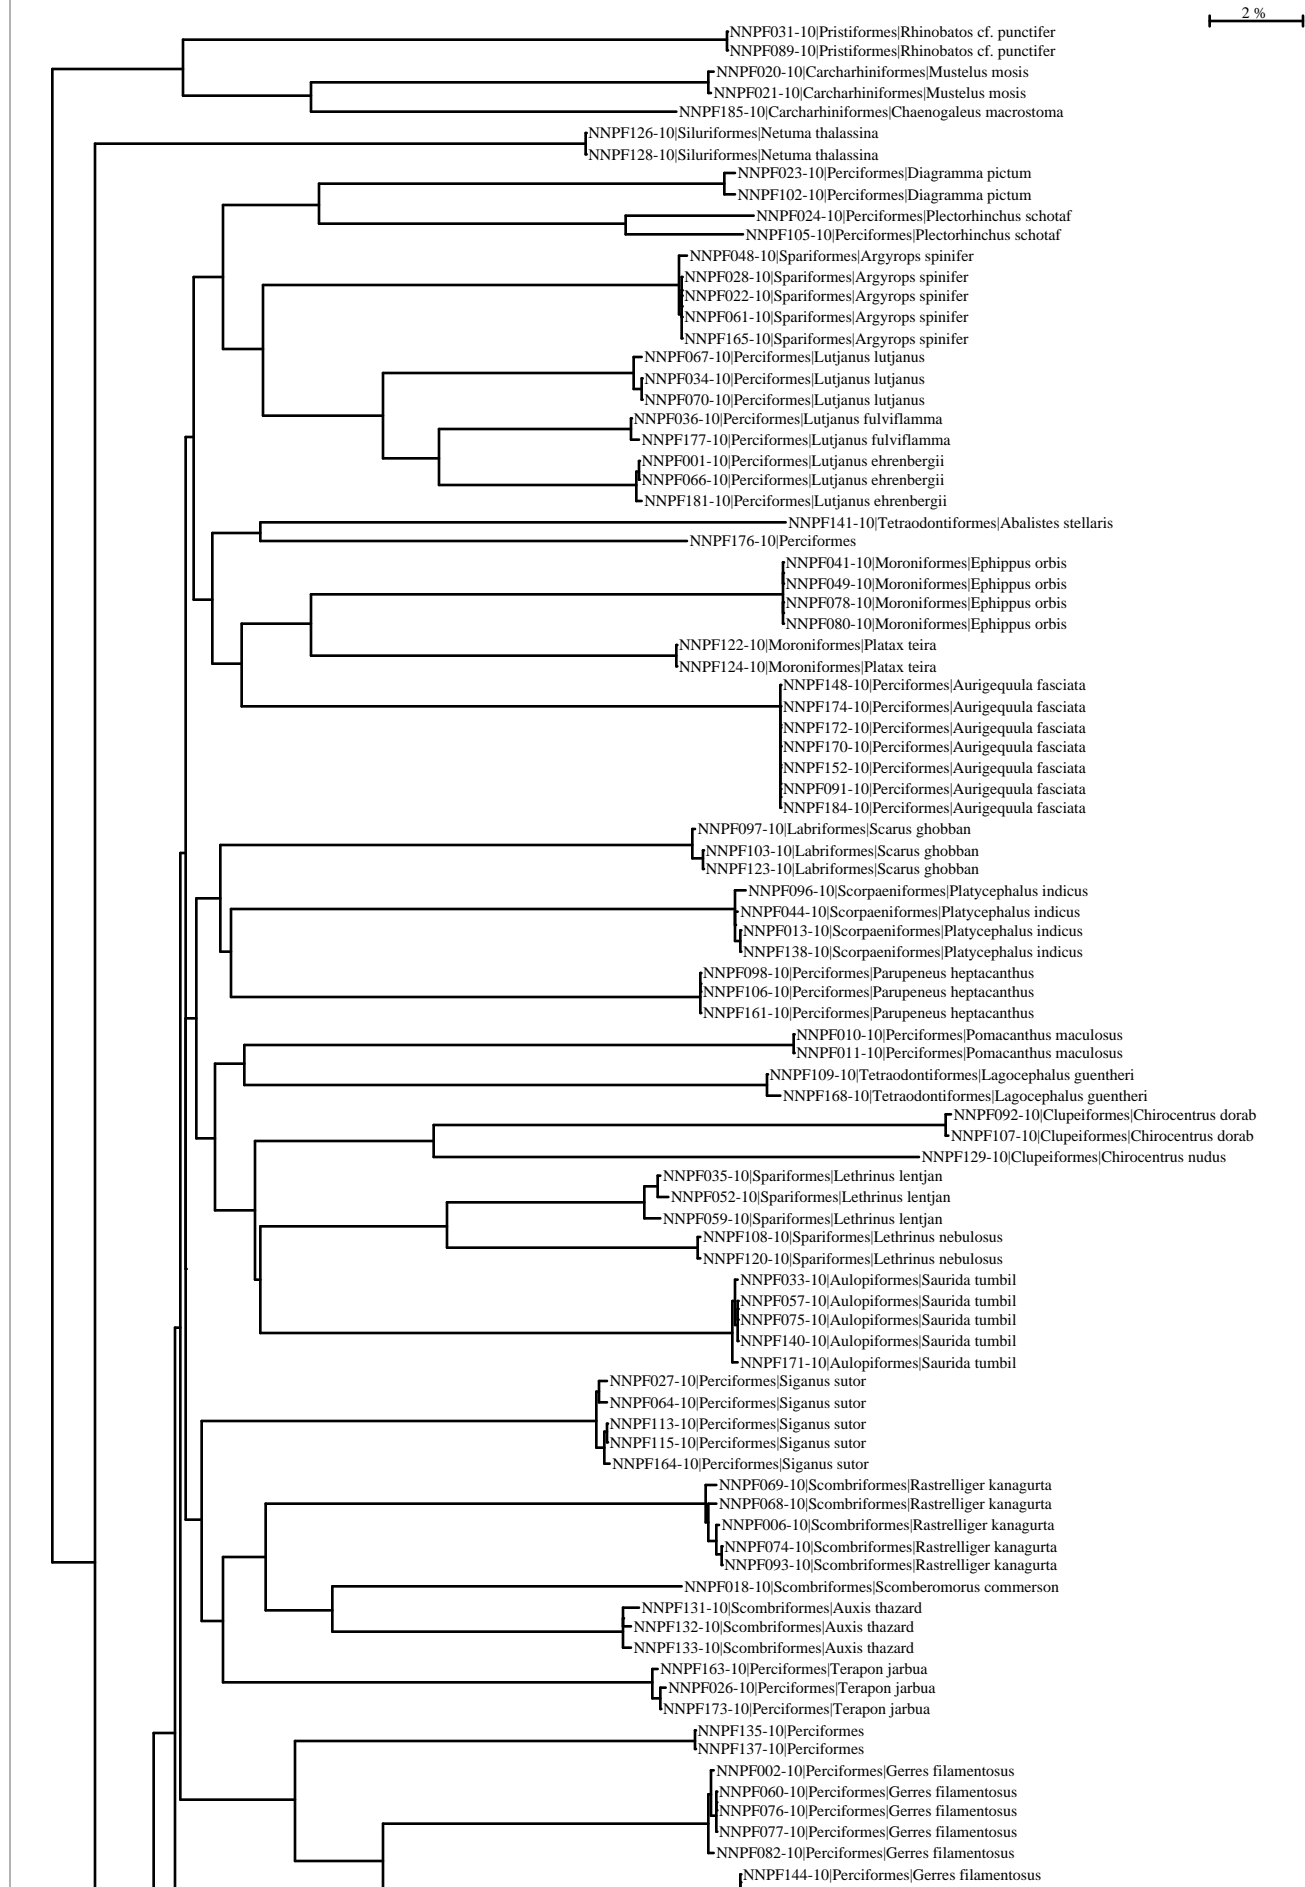 2 %
NNPF031-10|Pristiformes|Rhinobatos cf. punctifer
NNPF089-10|Pristiformes|Rhinobatos cf. punctifer
NNPF020-10|Carcharhiniformes|Mustelus mosis
NNPF021-10|Carcharhiniformes|Mustelus mosis
NNPF185-10|Carcharhiniformes|Chaenogaleus macrostoma
NNPF126-10|Siluriformes|Netuma thalassina
NNPF128-10|Siluriformes|Netuma thalassina
NNPF023-10|Perciformes|Diagramma pictum
NNPF102-10|Perciformes|Diagramma pictum
NNPF024-10|Perciformes|Plectorhinchus schotaf
NNPF105-10|Perciformes|Plectorhinchus schotaf
NNPF048-10|Spariformes|Argyrops spinifer
NNPF028-10|Spariformes|Argyrops spinifer
NNPF022-10|Spariformes|Argyrops spinifer
NNPF061-10|Spariformes|Argyrops spinifer
NNPF165-10|Spariformes|Argyrops spinifer
NNPF067-10|Perciformes|Lutjanus lutjanus
NNPF034-10|Perciformes|Lutjanus lutjanus
NNPF070-10|Perciformes|Lutjanus lutjanus
NNPF036-10|Perciformes|Lutjanus fulviflamma
NNPF177-10|Perciformes|Lutjanus fulviflamma
NNPF001-10|Perciformes|Lutjanus ehrenbergii
NNPF066-10|Perciformes|Lutjanus ehrenbergii
NNPF181-10|Perciformes|Lutjanus ehrenbergii
NNPF141-10|Tetraodontiformes|Abalistes stellaris
NNPF176-10|Perciformes
NNPF041-10|Moroniformes|Ephippus orbis
NNPF049-10|Moroniformes|Ephippus orbis
NNPF078-10|Moroniformes|Ephippus orbis
NNPF080-10|Moroniformes|Ephippus orbis
NNPF122-10|Moroniformes|Platax teira
NNPF124-10|Moroniformes|Platax teira
NNPF148-10|Perciformes|Aurigequula fasciata
NNPF174-10|Perciformes|Aurigequula fasciata
NNPF172-10|Perciformes|Aurigequula fasciata
NNPF170-10|Perciformes|Aurigequula fasciata
NNPF152-10|Perciformes|Aurigequula fasciata
NNPF091-10|Perciformes|Aurigequula fasciata
NNPF184-10|Perciformes|Aurigequula fasciata
NNPF097-10|Labriformes|Scarus ghobban
NNPF103-10|Labriformes|Scarus ghobban
NNPF123-10|Labriformes|Scarus ghobban
NNPF096-10|Scorpaeniformes|Platycephalus indicus
NNPF044-10|Scorpaeniformes|Platycephalus indicus
NNPF013-10|Scorpaeniformes|Platycephalus indicus
NNPF138-10|Scorpaeniformes|Platycephalus indicus
NNPF098-10|Perciformes|Parupeneus heptacanthus
NNPF106-10|Perciformes|Parupeneus heptacanthus
NNPF161-10|Perciformes|Parupeneus heptacanthus
NNPF010-10|Perciformes|Pomacanthus maculosus
NNPF011-10|Perciformes|Pomacanthus maculosus
NNPF109-10|Tetraodontiformes|Lagocephalus guentheri
NNPF168-10|Tetraodontiformes|Lagocephalus guentheri
NNPF092-10|Clupeiformes|Chirocentrus dorab
NNPF107-10|Clupeiformes|Chirocentrus dorab
NNPF129-10|Clupeiformes|Chirocentrus nudus
NNPF035-10|Spariformes|Lethrinus lentjan
NNPF052-10|Spariformes|Lethrinus lentjan
NNPF059-10|Spariformes|Lethrinus lentjan
NNPF108-10|Spariformes|Lethrinus nebulosus
NNPF120-10|Spariformes|Lethrinus nebulosus
NNPF033-10|Aulopiformes|Saurida tumbil
NNPF057-10|Aulopiformes|Saurida tumbil
NNPF075-10|Aulopiformes|Saurida tumbil
NNPF140-10|Aulopiformes|Saurida tumbil
NNPF171-10|Aulopiformes|Saurida tumbil
NNPF027-10|Perciformes|Siganus sutor
NNPF064-10|Perciformes|Siganus sutor
NNPF113-10|Perciformes|Siganus sutor
NNPF115-10|Perciformes|Siganus sutor
NNPF164-10|Perciformes|Siganus sutor
NNPF069-10|Scombriformes|Rastrelliger kanagurta
NNPF068-10|Scombriformes|Rastrelliger kanagurta
NNPF006-10|Scombriformes|Rastrelliger kanagurta
NNPF074-10|Scombriformes|Rastrelliger kanagurta
NNPF093-10|Scombriformes|Rastrelliger kanagurta
NNPF018-10|Scombriformes|Scomberomorus commerson
NNPF131-10|Scombriformes|Auxis thazard
NNPF132-10|Scombriformes|Auxis thazard
NNPF133-10|Scombriformes|Auxis thazard
NNPF163-10|Perciformes|Terapon jarbua
NNPF026-10|Perciformes|Terapon jarbua
NNPF173-10|Perciformes|Terapon jarbua
NNPF135-10|Perciformes
NNPF137-10|Perciformes
NNPF002-10|Perciformes|Gerres filamentosus
NNPF060-10|Perciformes|Gerres filamentosus
NNPF076-10|Perciformes|Gerres filamentosus
NNPF077-10|Perciformes|Gerres filamentosus
NNPF082-10|Perciformes|Gerres filamentosus
NNPF144-10|Perciformes|Gerres filamentosus